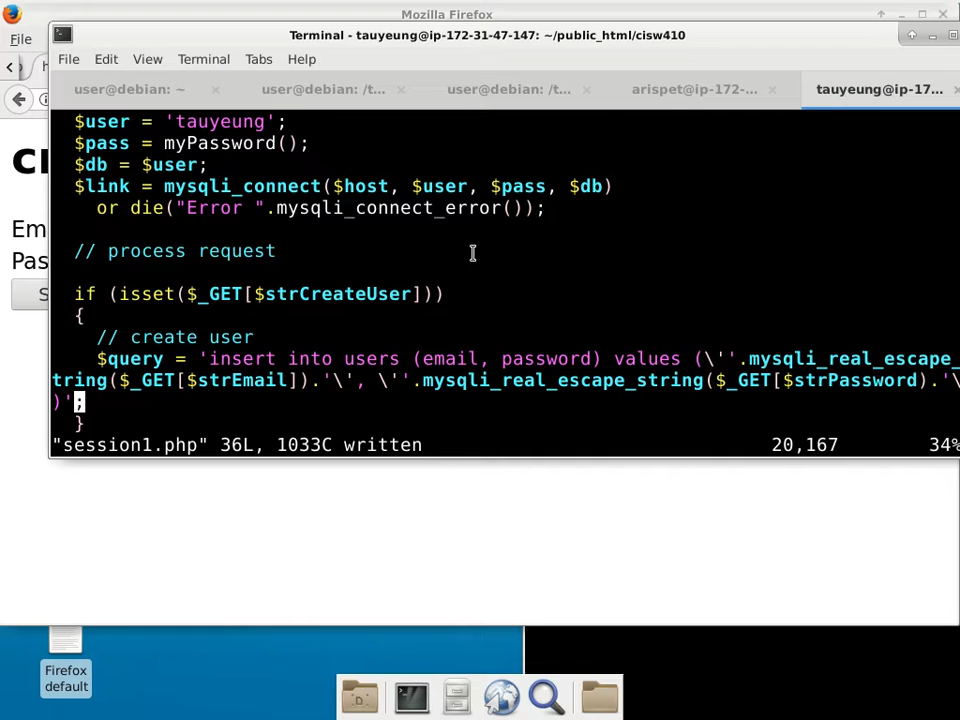 Mozilla Firefox
File
Terminal - tauyeung@ip-172-31-47-147: ~/public_html/cisw410
File Edit View Terminal Tabs Help
user@debian: ~ user@debian: /t... user@debian: /t... arispet@ip-172-... tauyeung@ip-17...
$user = 'tauyeung';
$pass = myPassword();
$db = $user;
$link = mysqli_connect($host, $user, $pass, $db)
or die("Error ".mysqli_connect_error());
// process request
if (isset($_GET[$strCreateUser]))
{
// create user
$query = 'insert into users (email, password) values (\''.mysqli_real_escape_
tring($_GET[$strEmail]).'\', \''.mysqli_real_escape_string($_GET[$strPassword).'\
)';
}
"session1.php" 36L, 1033C written 20,167 34%
Em
Pas
S
Firefox
default